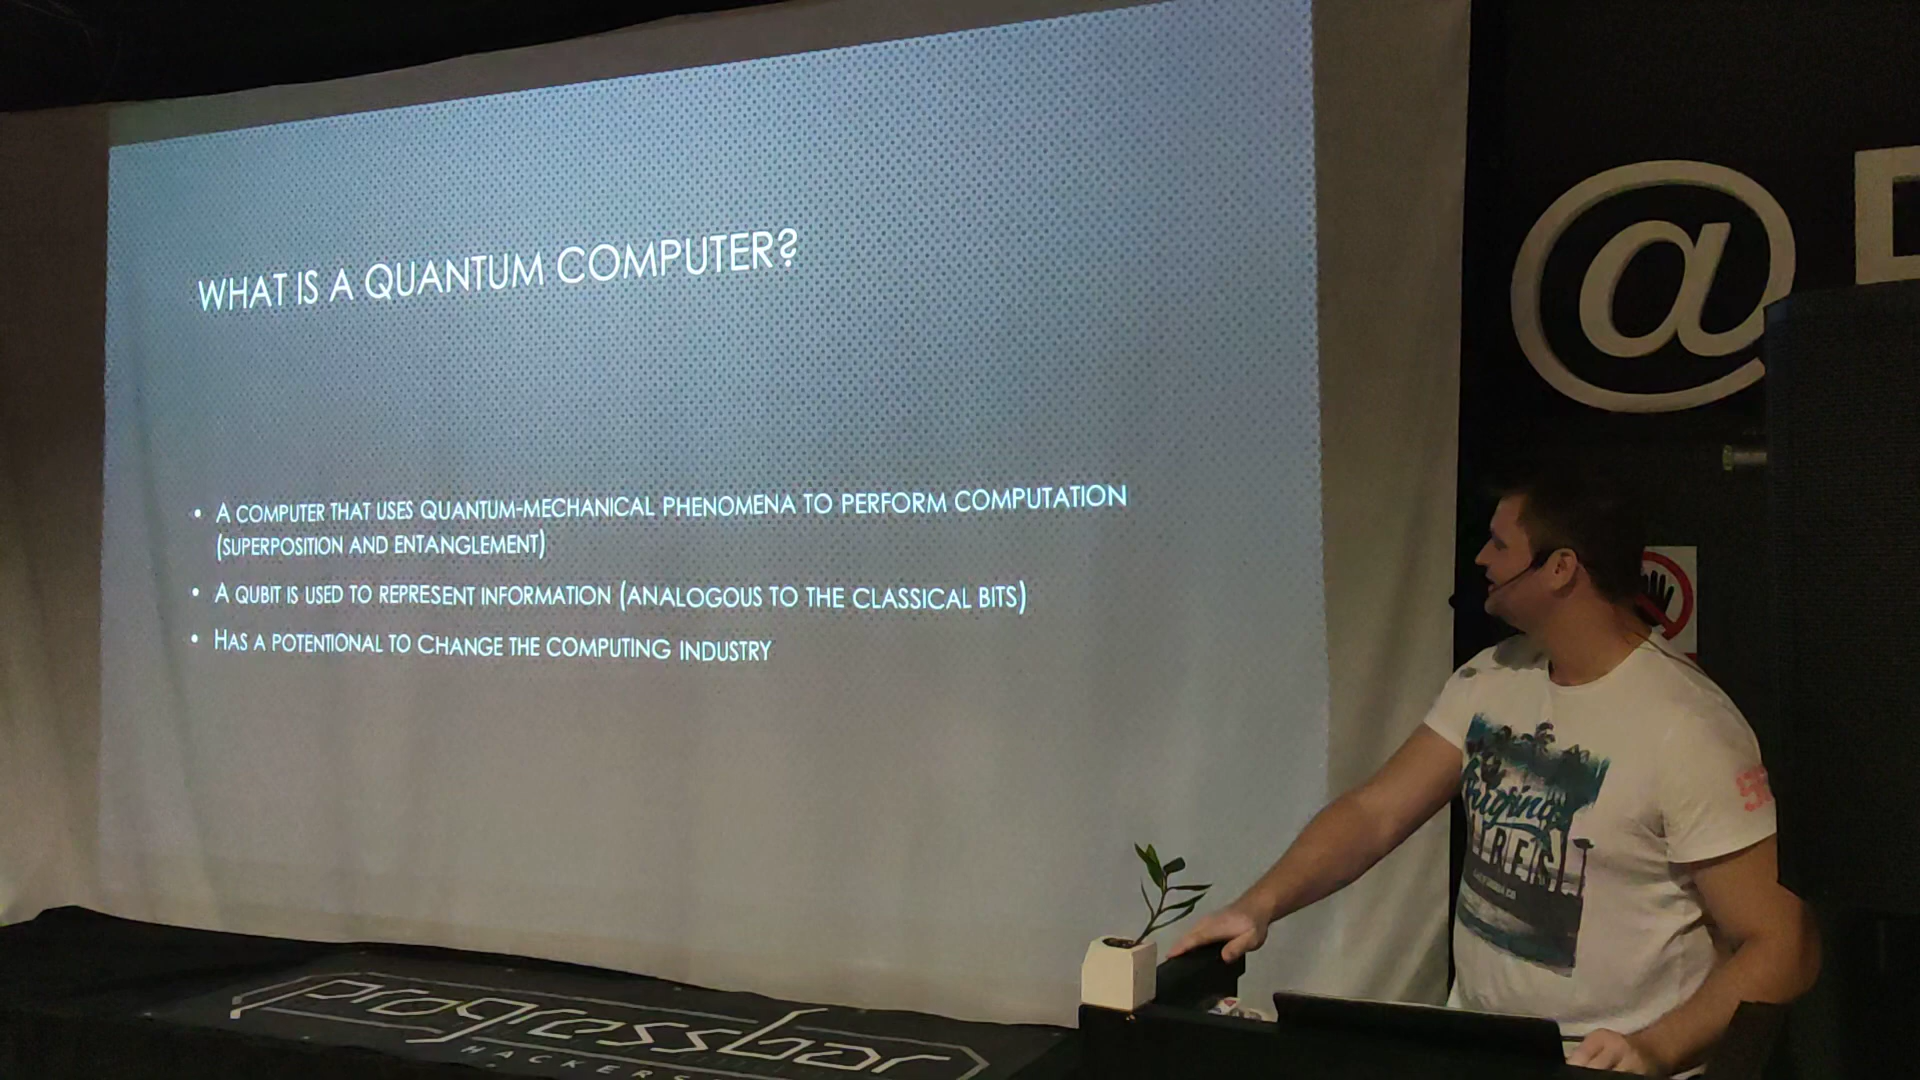 WHAT IS A QUANTUM COMPUTER?
• A COMPUTER THAT USES QUANTUM-MECHANICAL PHENOMENA TO PERFORM COMPUTATION
(SUPERPOSITION AND ENTANGLEMENT)
• A QUBIT IS USED TO REPRESENT INFORMATION (ANALOGOUS TO THE CLASSICAL BITS)
• HAS A POTENTIONAL TO CHANGE THE COMPUTING INDUSTRY
@
Original
progressbar